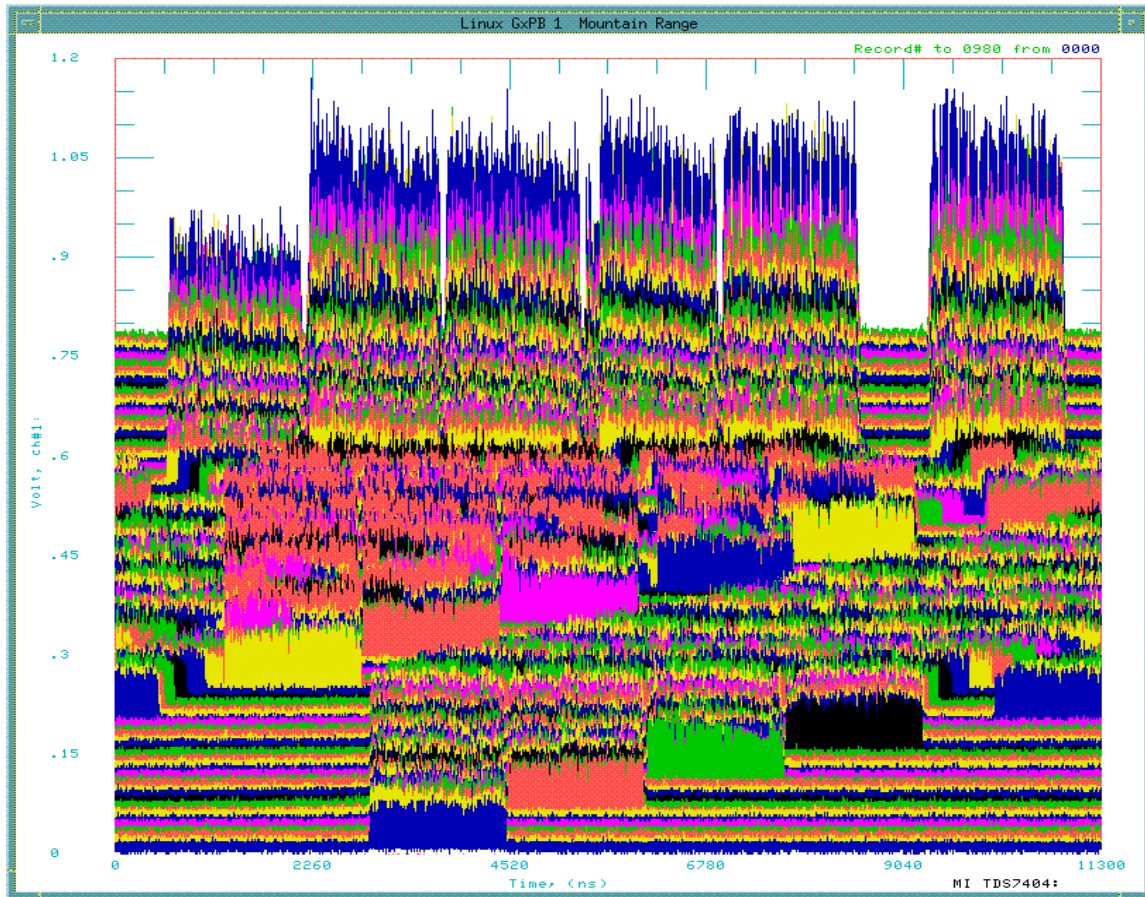 Linux GxPB 1 Mountain Range
Record# to 0980 from 0000
1.2
1.05
.9
.75
.6
.45
.3
.15
0
Volt, ch#1:
0 2260 4520 6780 9040 11300
Time, (ns)
MI TDS7404: